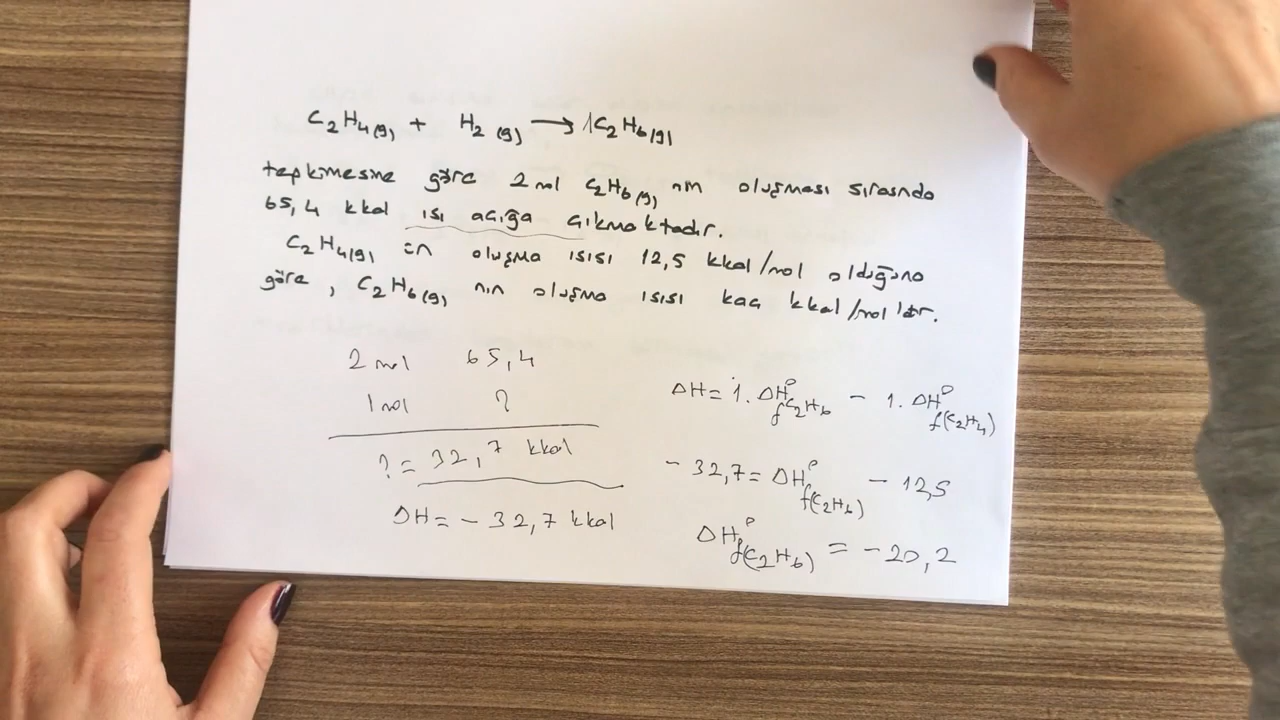 C₂H₄(g) + H₂(g) → 1C₂H₆(g)
tepkimesine göre 2 mol C₂H₆(g) nın oluşması sırasında
65,4 kkal ısı açığa çıkmaktadır.
C₂H₄(g) ün oluşma ısısı 12,5 kkal/mol olduğuna
göre, C₂H₆(g) nın oluşma ısısı kaç kkal/mol'dür.
2 mol 65,4
1 mol ?
? = 32,7 kkal
ΔH = - 32,7 kkal
ΔH = 1. ΔH°f C₂H₆ - 1. ΔH°f(C₂H₄)
- 32,7 = ΔH°f(C₂H₆) - 12,5
ΔH°f(C₂H₆) = - 20,2